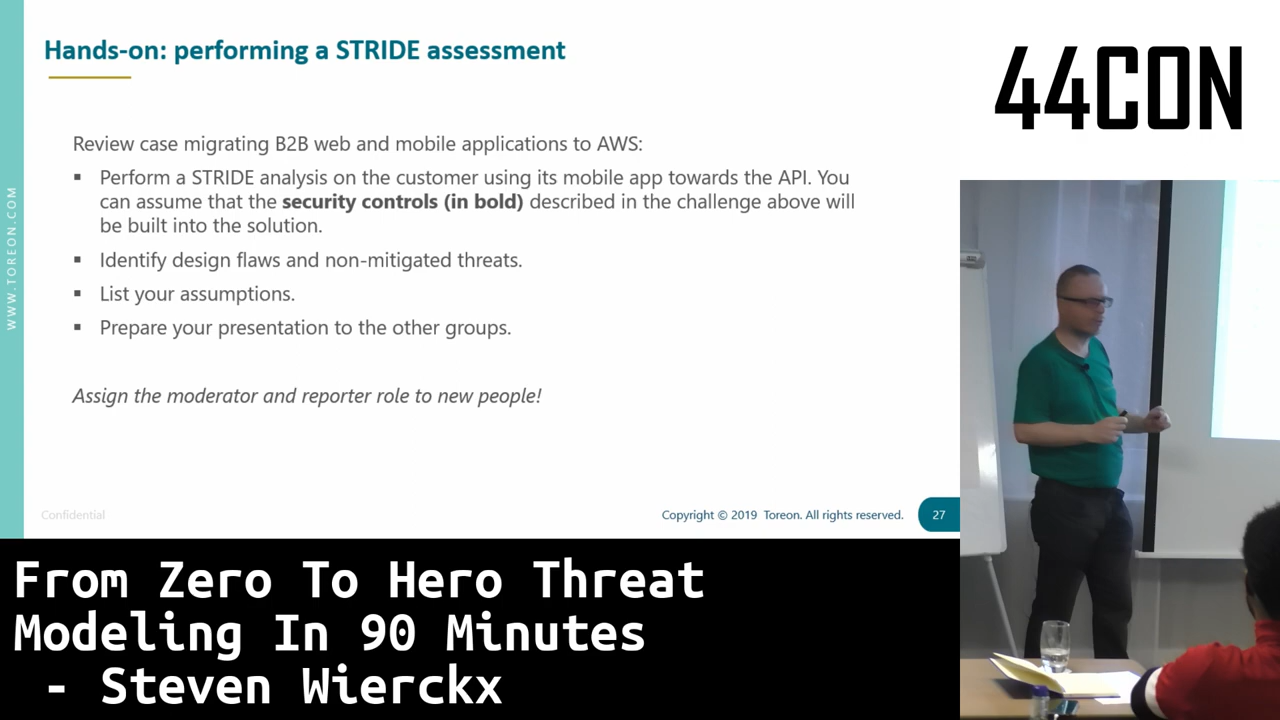 Hands-on: performing a STRIDE assessment
44CON
Review case migrating B2B web and mobile applications to AWS:
▪ Perform a STRIDE analysis on the customer using its mobile app towards the API. You
can assume that the security controls (in bold) described in the challenge above will
be built into the solution.
▪ Identify design flaws and non-mitigated threats.
▪ List your assumptions.
▪ Prepare your presentation to the other groups.
Assign the moderator and reporter role to new people!
WWW.TOREON.COM
Confidential
Copyright © 2019 Toreon. All rights reserved.
27
From Zero To Hero Threat
Modeling In 90 Minutes
- Steven Wierckx